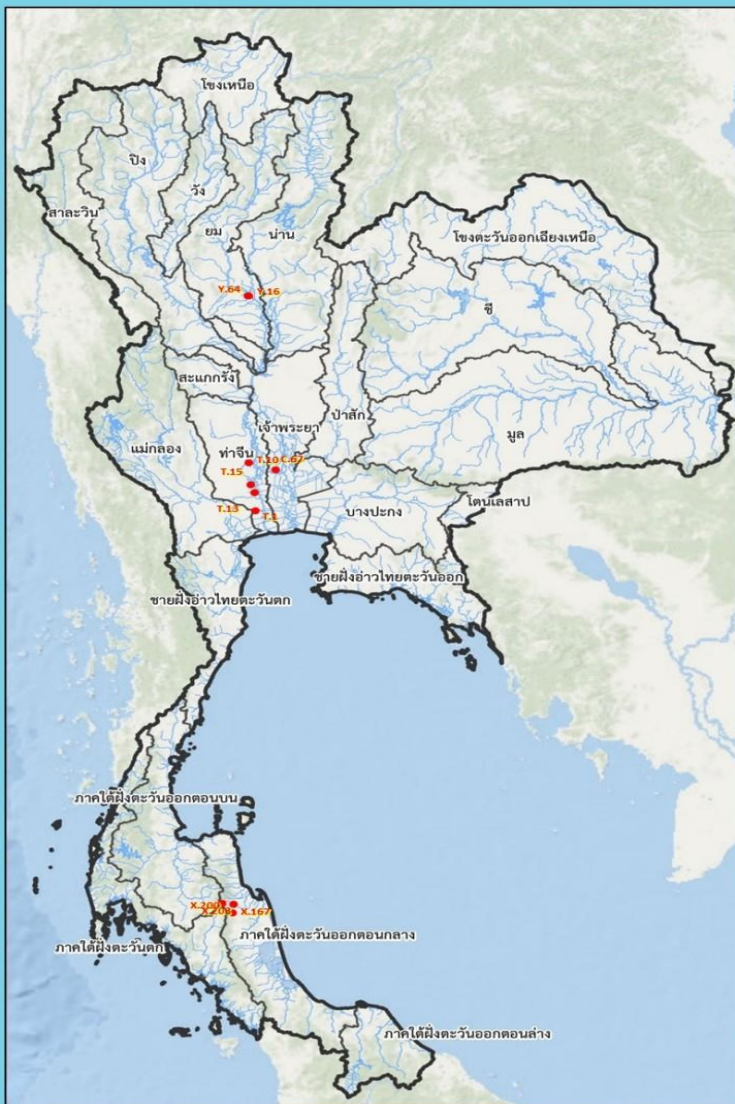 โขงเหนือ
ปิง
วัง
สาละวิน
ยม
น่าน
โขงตะวันออกเฉียงเหนือ
Y.64 Y.16
ชี
สะแกกรัง
ป่าสัก
เจ้าพระยา
มูล
แม่กลอง
ท่าจีน
T.10 C.67
T.15
โตนเลสาป
T.13 T.1
บางปะกง
ชายฝั่งอ่าวไทยตะวันออก
ชายฝั่งอ่าวไทยตะวันตก
ภาคใต้ฝั่งตะวันออกตอนบน
X.200
X.203 X.167
ภาคใต้ฝั่งตะวันออกตอนกลาง
ภาคใต้ฝั่งตะวันตก
ภาคใต้ฝั่งตะวันออกตอนล่าง